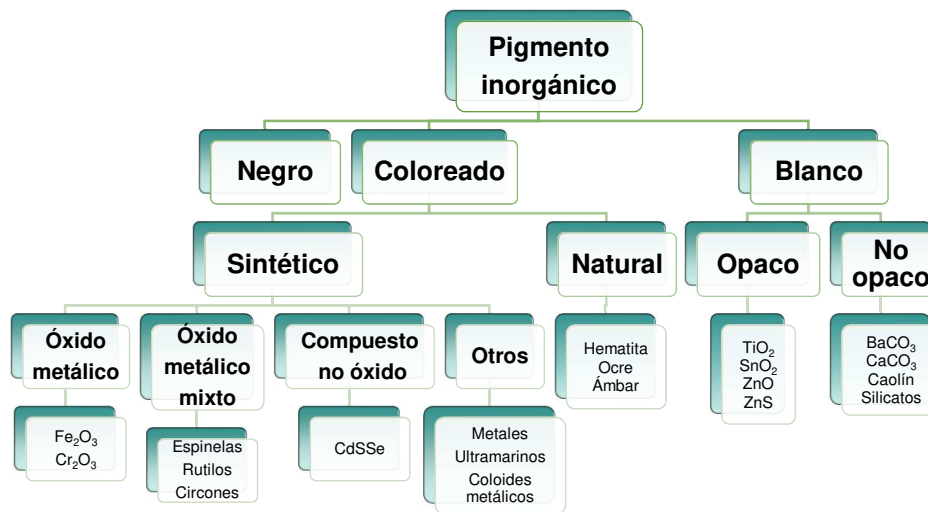 Pigmento
inorgánico
Negro
Coloreado
Blanco
Sintético
Natural
Opaco
No
opaco
Óxido
metálico
Óxido
metálico
mixto
Compuesto
no óxido
Otros
Hematita
Ocre
Ámbar
TiO₂
SnO₂
ZnO
ZnS
BaCO₃
CaCO₃
Caolín
Silicatos
Fe₂O₃
Cr₂O₃
Espinelas
Rutilos
Circones
CdSSe
Metales
Ultramarinos
Coloides
metálicos